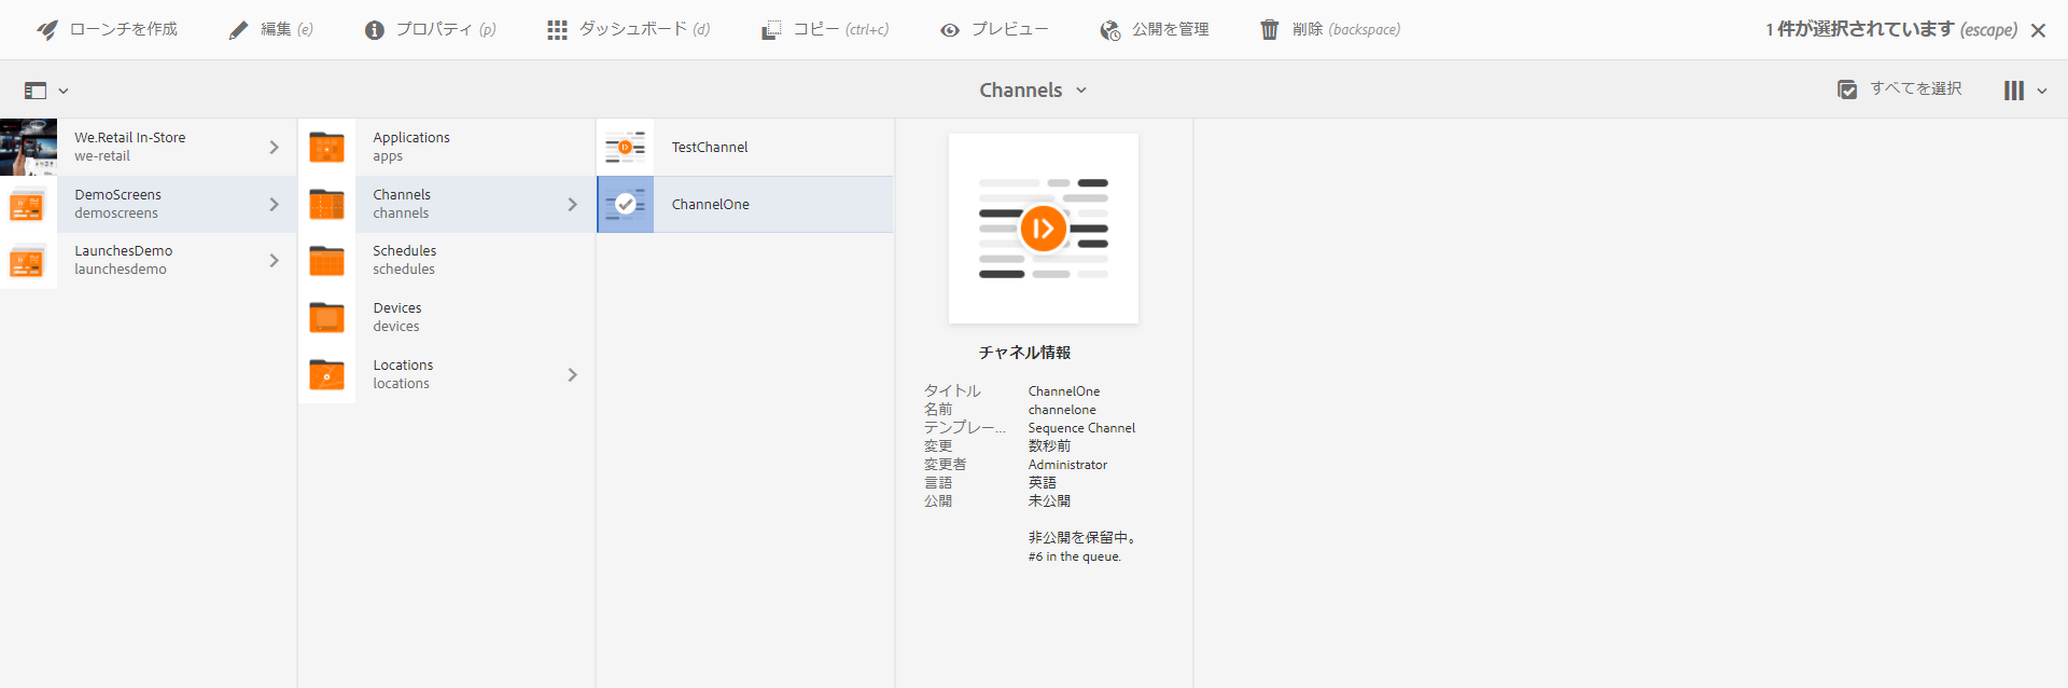 ローンチを作成
編集 (e)
プロパティ (p)
ダッシュボード (d)
コピー (ctrl+c)
プレビュー
公開を管理
削除 (backspace)
1 件が選択されています (escape)
Channels
すべてを選択
We.Retail In-Store
we-retail
DemoScreens
demoscreens
LaunchesDemo
launchesdemo
Applications
apps
Channels
channels
Schedules
schedules
Devices
devices
Locations
locations
TestChannel
ChannelOne
チャネル情報
タイトル ChannelOne
名前 channelone
テンプレー... Sequence Channel
変更 数秒前
変更者 Administrator
言語 英語
公開 未公開
非公開を保留中。
#6 in the queue.